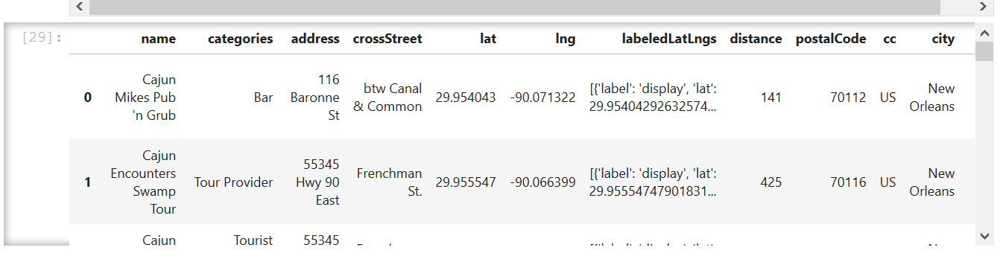 [29]:
name categories address crossStreet lat lng labeledLatLngs distance postalCode cc city
0 Cajun Mikes Pub 'n Grub Bar 116 Baronne St btw Canal & Common 29.954043 -90.071322 [{'label': 'display', 'lat': 29.95404292632574... 141 70112 US New Orleans
1 Cajun Encounters Swamp Tour Tour Provider 55345 Hwy 90 East Frenchman St. 29.955547 -90.066399 [{'label': 'display', 'lat': 29.95554747901831... 425 70116 US New Orleans
Cajun Tourist 55345